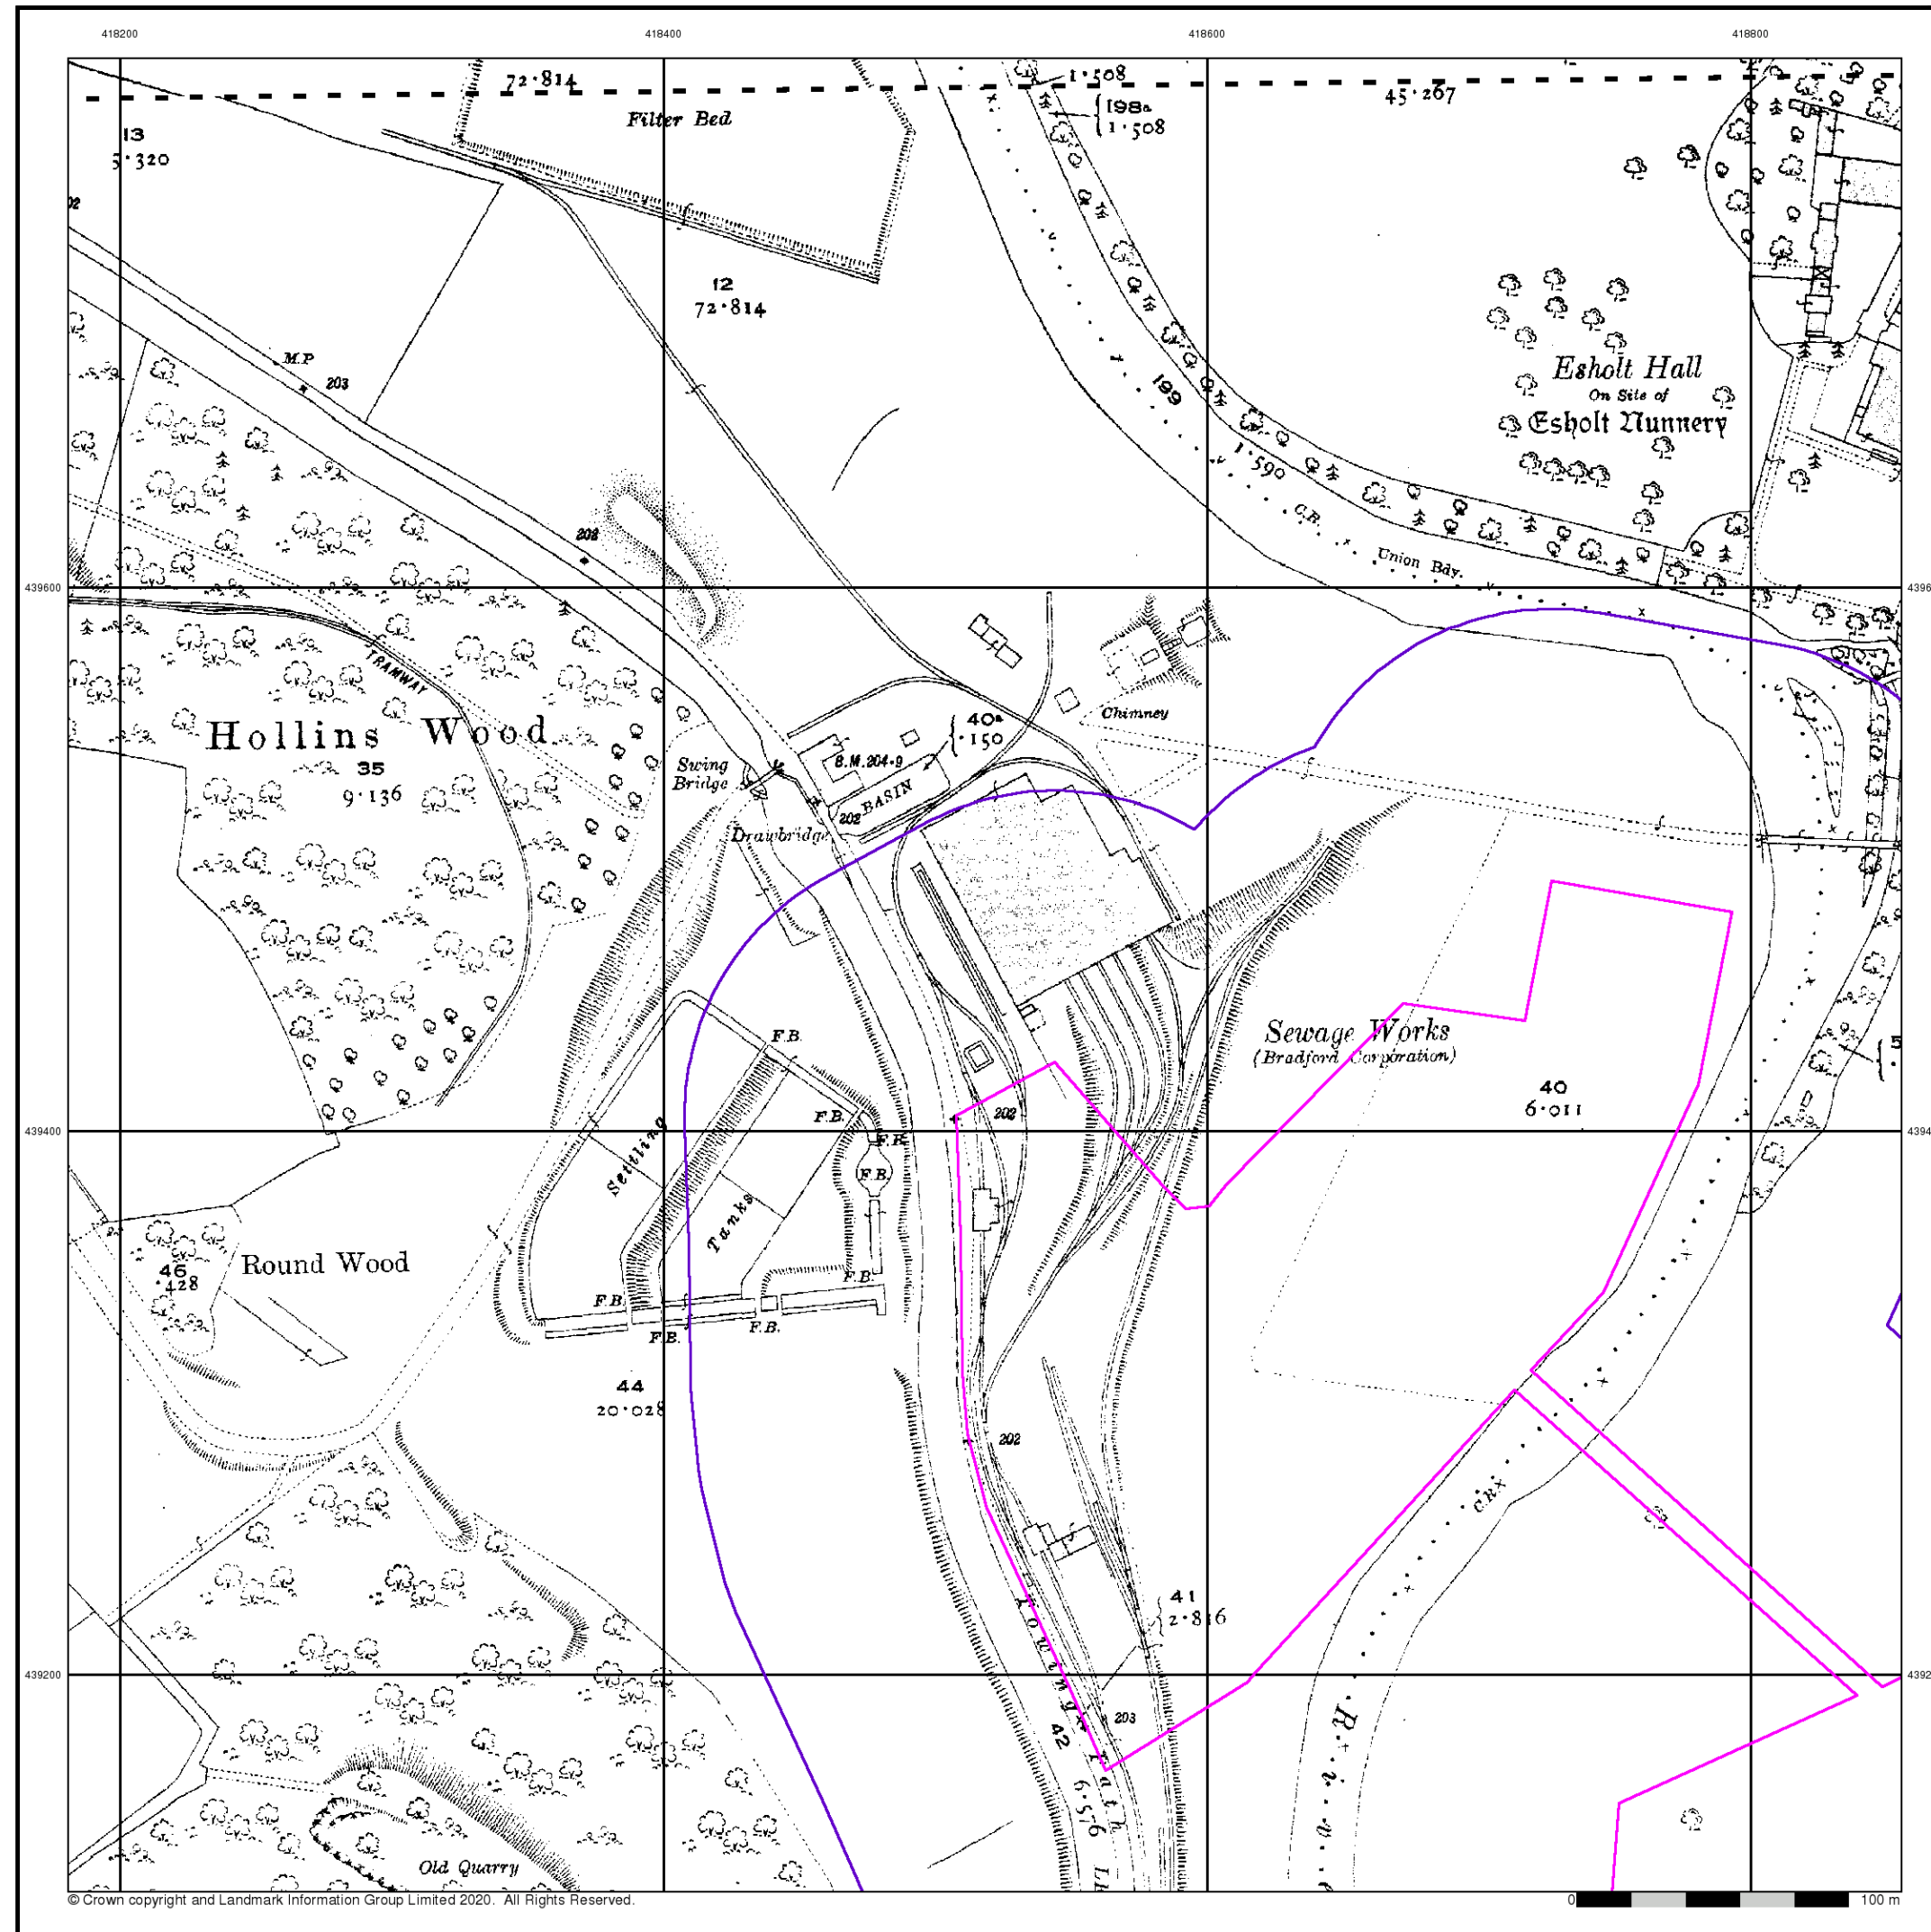 418200
418400
418600
418800
72·814
Filter Bed
1·508
198a
1·508
45·267
13
5·320
12
72·814
M.P
203
199
1·590
Esholt Hall
On Site of
Esholt Nunnery
C.R.
Union Bdy.
202
439600
TRAMWAY
Hollins Wood
35
9·136
Swing
Bridge
Drawbridge
B.M.204·9
BASIN
202
40a
·150
Chimney
Sewage Works
(Bradford Corporation)
40
6·011
F.B.
F.B.
F.B.
F.B.
Settling
Tanks
202
439400
Round Wood
46
·428
F.B.
F.B.
F.B.
F.B.
44
20·028
202
C.R.
41
2·816
Towing Path
439200
203
42
6·576
River
Old Quarry
© Crown copyright and Landmark Information Group Limited 2020. All Rights Reserved.
0
100 m